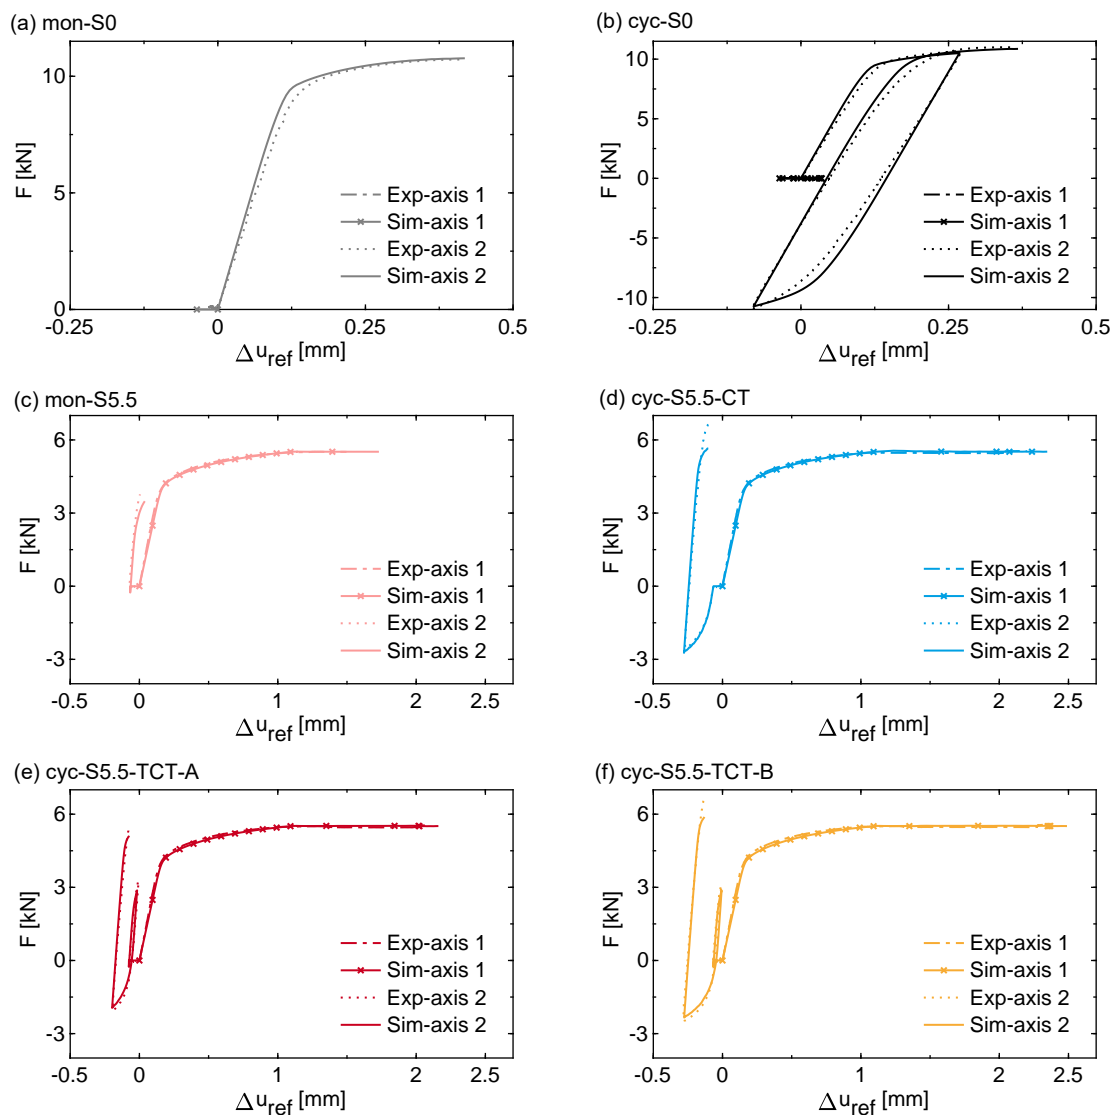 (a) mon-S0
10
5
0
F [kN]
-0.25
0
0.25
0.5
Δu_ref [mm]
Exp-axis 1
Sim-axis 1
Exp-axis 2
Sim-axis 2
(b) cyc-S0
10
5
0
-5
-10
F [kN]
-0.25
0
0.25
0.5
Δu_ref [mm]
Exp-axis 1
Sim-axis 1
Exp-axis 2
Sim-axis 2
(c) mon-S5.5
6
3
0
-3
F [kN]
-0.5
0
1
2
2.5
Δu_ref [mm]
Exp-axis 1
Sim-axis 1
Exp-axis 2
Sim-axis 2
(d) cyc-S5.5-CT
6
3
0
-3
F [kN]
-0.5
0
1
2
2.5
Δu_ref [mm]
Exp-axis 1
Sim-axis 1
Exp-axis 2
Sim-axis 2
(e) cyc-S5.5-TCT-A
6
3
0
-3
F [kN]
-0.5
0
1
2
2.5
Δu_ref [mm]
Exp-axis 1
Sim-axis 1
Exp-axis 2
Sim-axis 2
(f) cyc-S5.5-TCT-B
6
3
0
-3
F [kN]
-0.5
0
1
2
2.5
Δu_ref [mm]
Exp-axis 1
Sim-axis 1
Exp-axis 2
Sim-axis 2